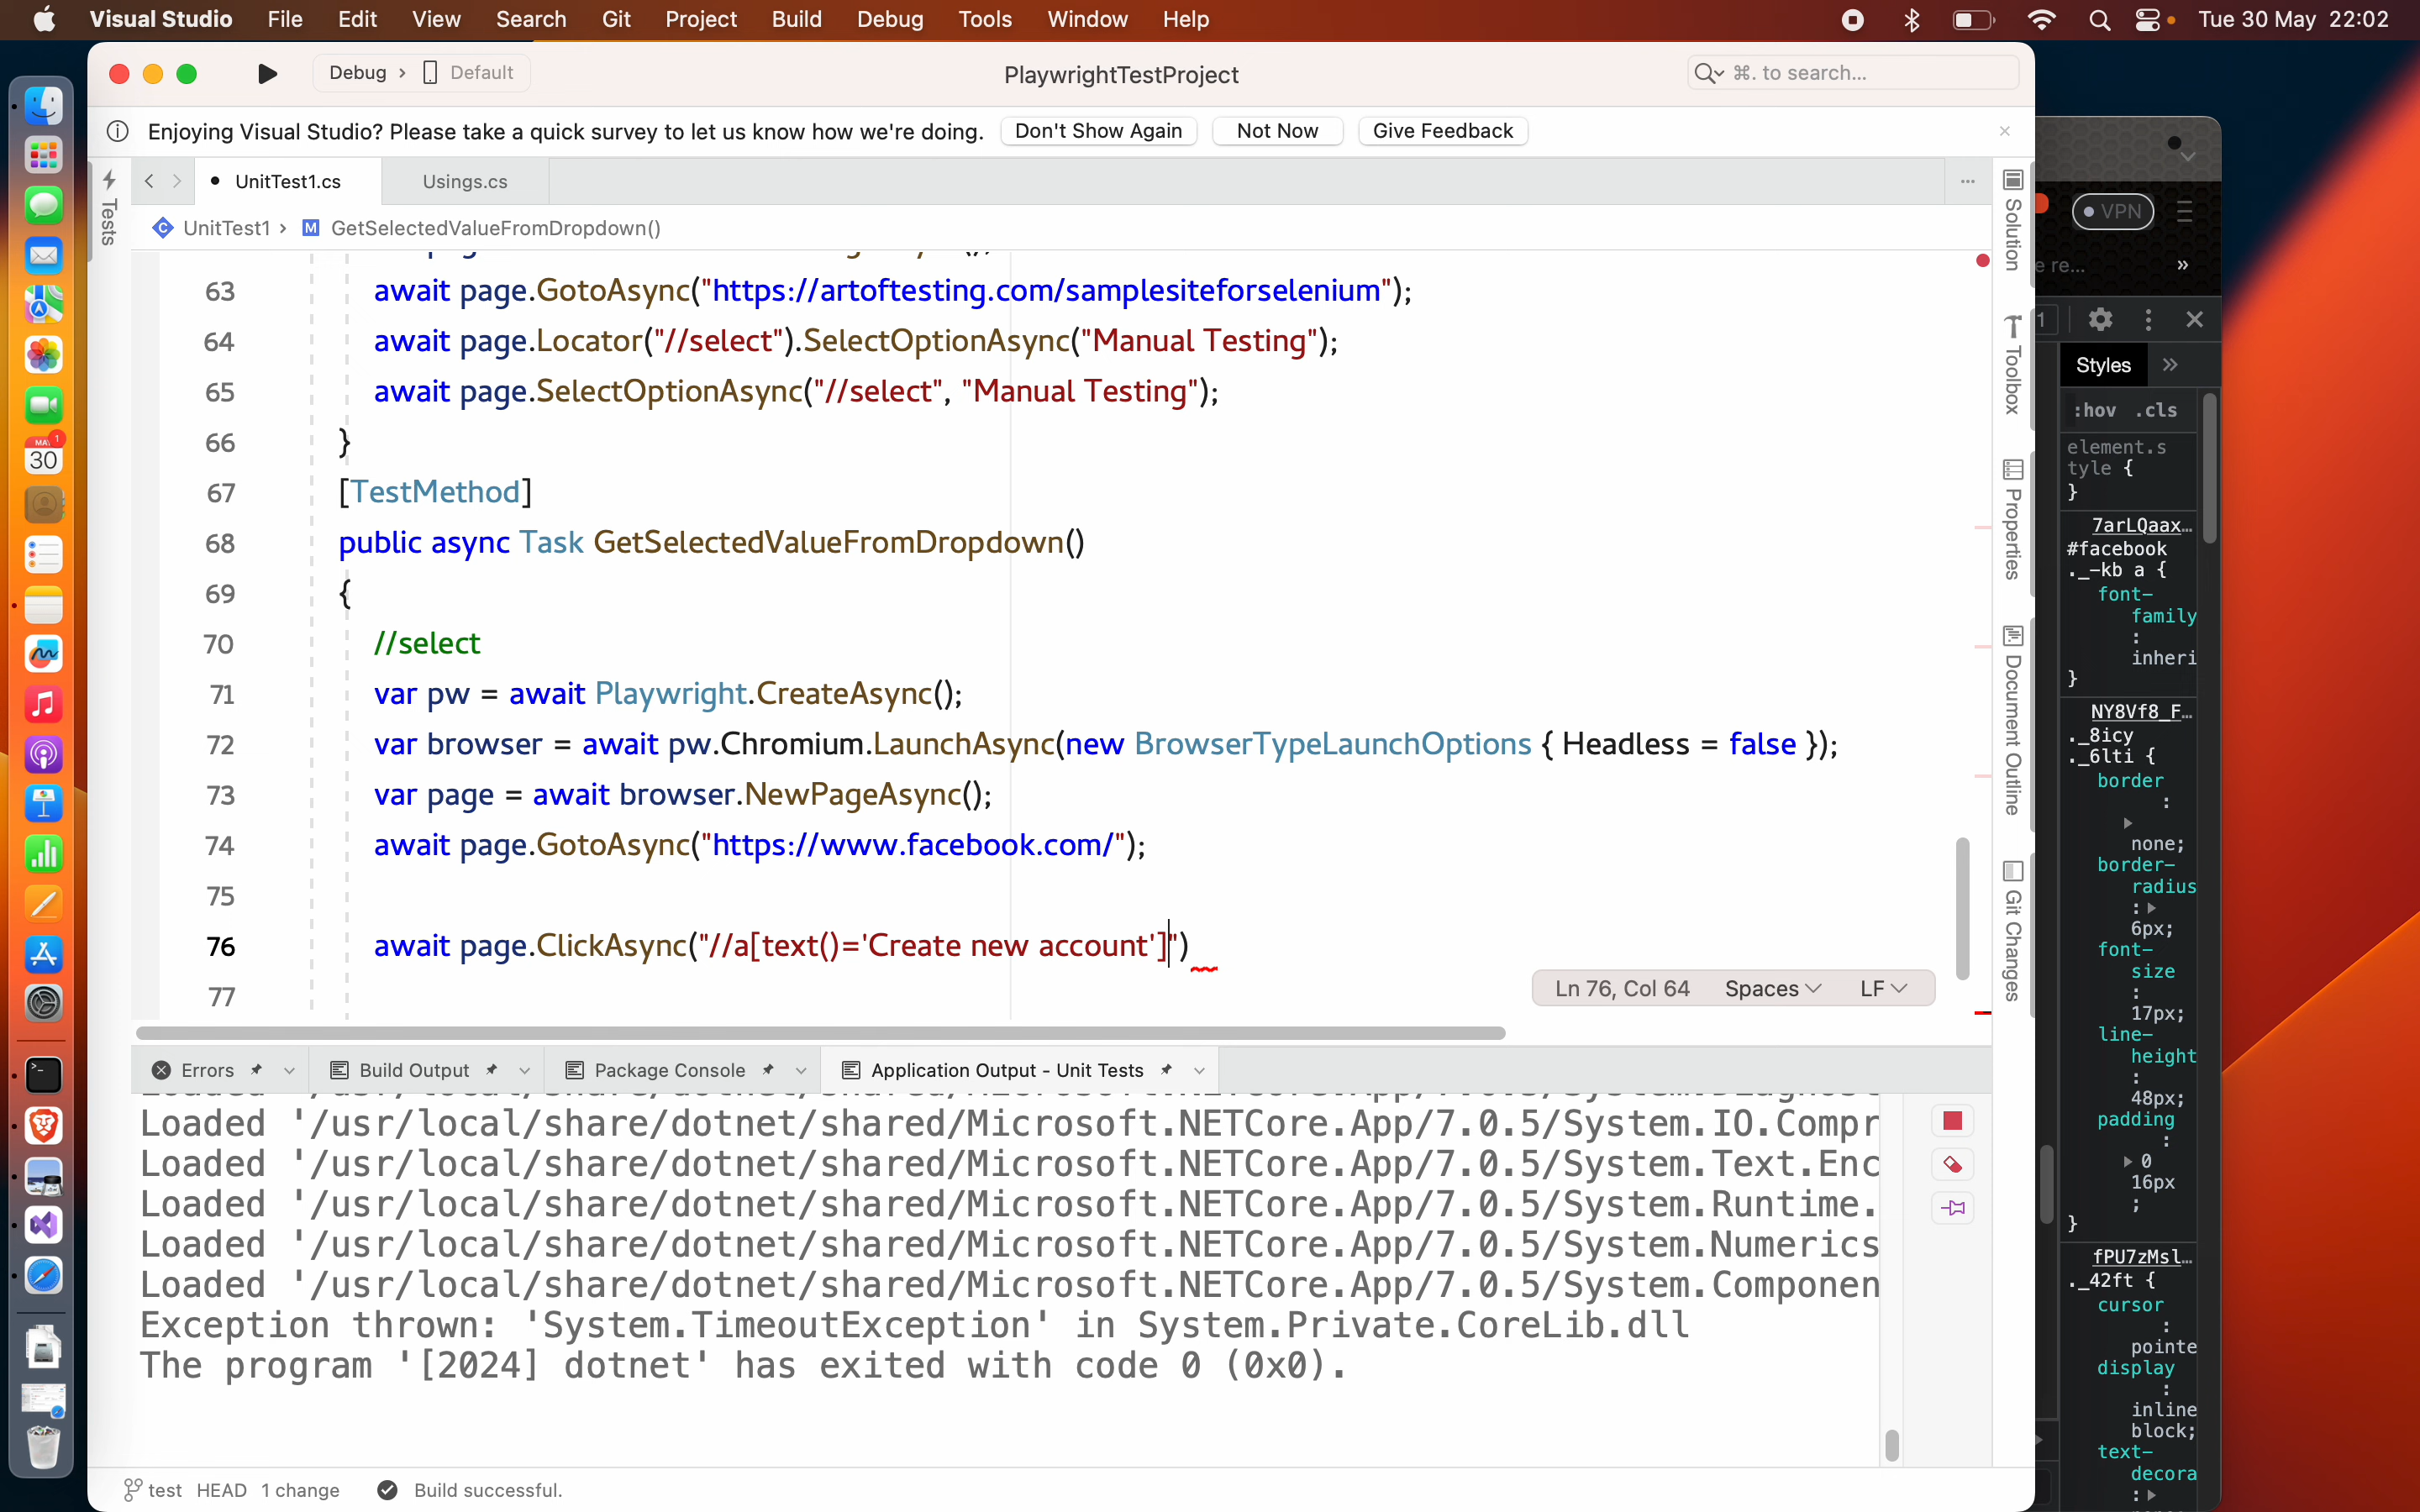 Visual Studio File Edit View Search Git Project Build Debug Tools Window Help Tue 30 May 22:02
Debug › Default PlaywrightTestProject ⌘. to search...
Enjoying Visual Studio? Please take a quick survey to let us know how we're doing. Don't Show Again Not Now Give Feedback
Tests
UnitTest1.cs Usings.cs
UnitTest1 › M GetSelectedValueFromDropdown()
63 await page.GotoAsync("https://artoftesting.com/samplesiteforselenium");
64 await page.Locator("//select").SelectOptionAsync("Manual Testing");
65 await page.SelectOptionAsync("//select", "Manual Testing");
66 }
67 [TestMethod]
68 public async Task GetSelectedValueFromDropdown()
69 {
70 //select
71 var pw = await Playwright.CreateAsync();
72 var browser = await pw.Chromium.LaunchAsync(new BrowserTypeLaunchOptions { Headless = false });
73 var page = await browser.NewPageAsync();
74 await page.GotoAsync("https://www.facebook.com/");
75
76 await page.ClickAsync("//a[text()='Create new account']")
77
Ln 76, Col 64 Spaces LF
Solution
Toolbox
Properties
Document Outline
Git Changes
Errors Build Output Package Console Application Output - Unit Tests
Loaded '/usr/local/share/dotnet/shared/Microsoft.NETCore.App/7.0.5/System.IO.Compr
Loaded '/usr/local/share/dotnet/shared/Microsoft.NETCore.App/7.0.5/System.Text.Enc
Loaded '/usr/local/share/dotnet/shared/Microsoft.NETCore.App/7.0.5/System.Runtime.
Loaded '/usr/local/share/dotnet/shared/Microsoft.NETCore.App/7.0.5/System.Numerics
Loaded '/usr/local/share/dotnet/shared/Microsoft.NETCore.App/7.0.5/System.Componen
Exception thrown: 'System.TimeoutException' in System.Private.CoreLib.dll
The program '[2024] dotnet' has exited with code 0 (0x0).
test HEAD 1 change Build successful.
VPN
e re... »
1
Styles »
:hov .cls
element.s
tyle {
}
7arLQaax…
#facebook
._-kb a {
font-
family
:
inheri
}
NY8Vf8_F…
._8icy
._6lti {
border
:
none;
border-
radius
:
6px;
font-
size
:
17px;
line-
height
:
48px;
padding
:
0
16px
;
}
fPU7zMsl…
._42ft {
cursor
:
pointe
display
:
inline
block;
text-
decora
:
MAY 1
30